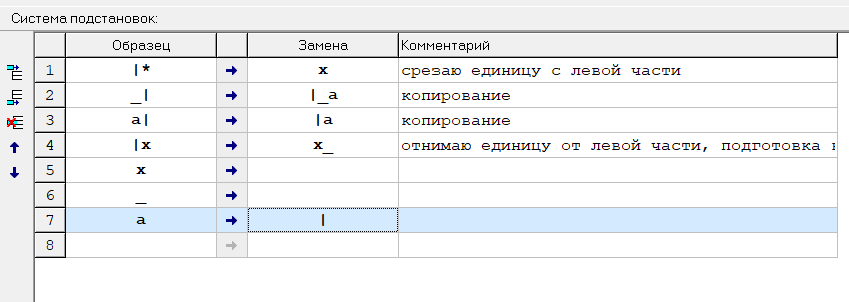 Система подстановок:
Образец Замена Комментарий
1 |* → x срезаю единицу с левой части
2 _| → |_a копирование
3 a| → |a копирование
4 |x → x_ отнимаю единицу от левой части, подготовка
5 x →
6 _ →
7 a → |
8 →